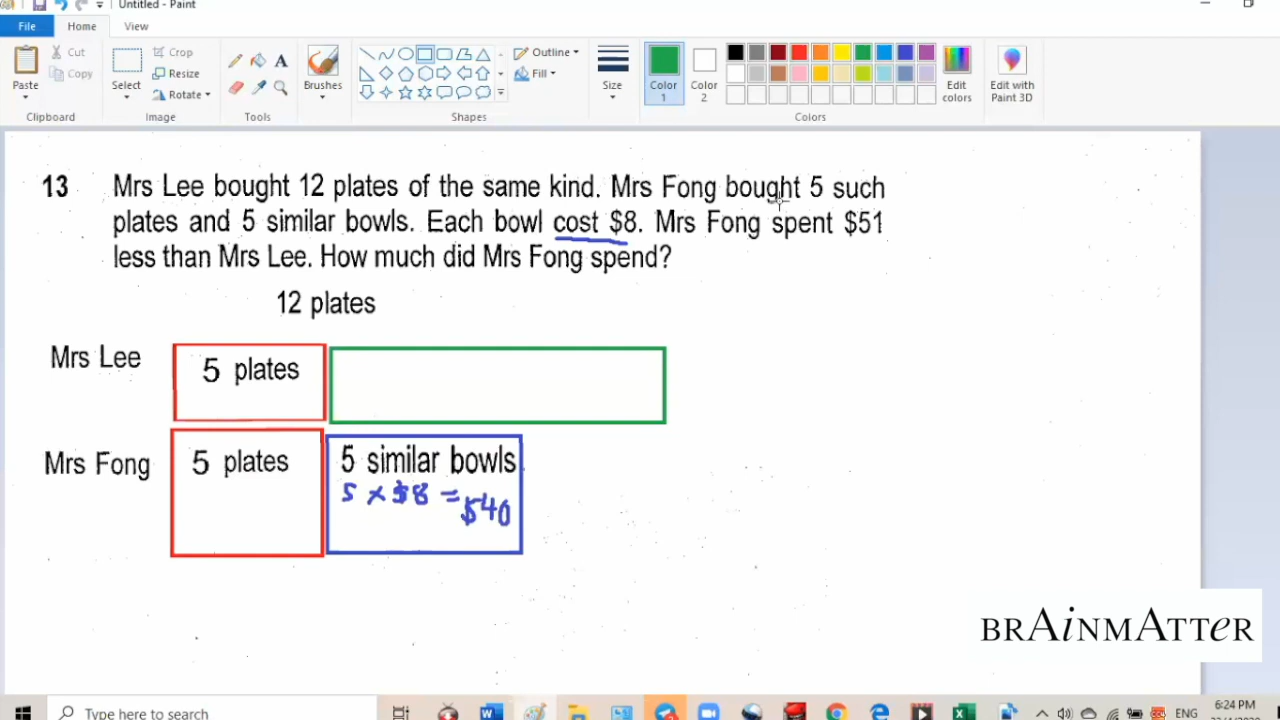 Untitled - Paint
File Home View
Paste
Cut
Copy
Clipboard
Select
Crop
Resize
Rotate
Image
Tools
Brushes
Outline
Fill
Shapes
Size
Color 1
Color 2
Edit colors
Colors
Edit with Paint 3D
13 Mrs Lee bought 12 plates of the same kind. Mrs Fong bought 5 such
plates and 5 similar bowls. Each bowl cost $8. Mrs Fong spent $51
less than Mrs Lee. How much did Mrs Fong spend?
12 plates
Mrs Lee 5 plates
Mrs Fong 5 plates 5 similar bowls
5 × $8 = $40
BRAiNMATTER
Type here to search
ENG
6:24 PM